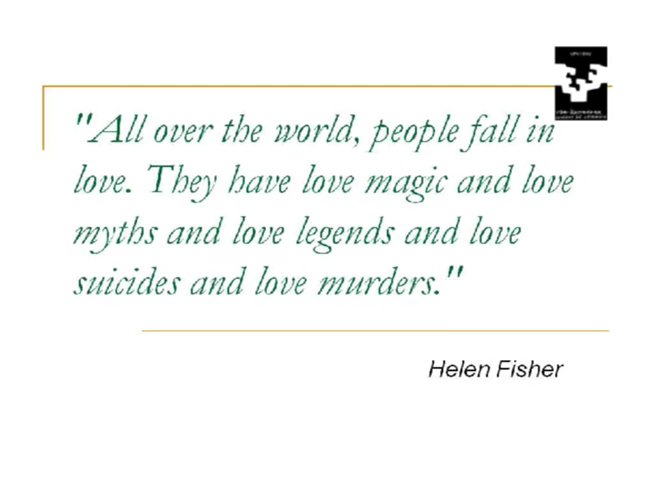 "All over the world, people fall in
love. They have love magic and love
myths and love legends and love
suicides and love murders."
Helen Fisher